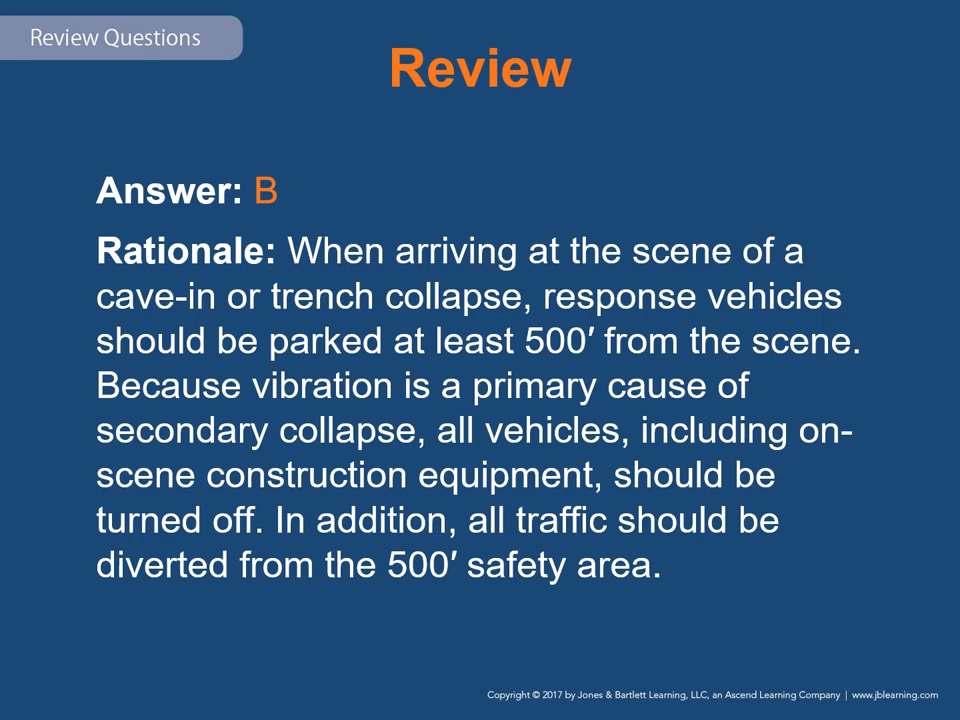 Review Questions
Review
Answer: B
Rationale: When arriving at the scene of a
cave-in or trench collapse, response vehicles
should be parked at least 500′ from the scene.
Because vibration is a primary cause of
secondary collapse, all vehicles, including on-
scene construction equipment, should be
turned off. In addition, all traffic should be
diverted from the 500′ safety area.
Copyright © 2017 by Jones & Bartlett Learning, LLC, an Ascend Learning Company | www.jblearning.com